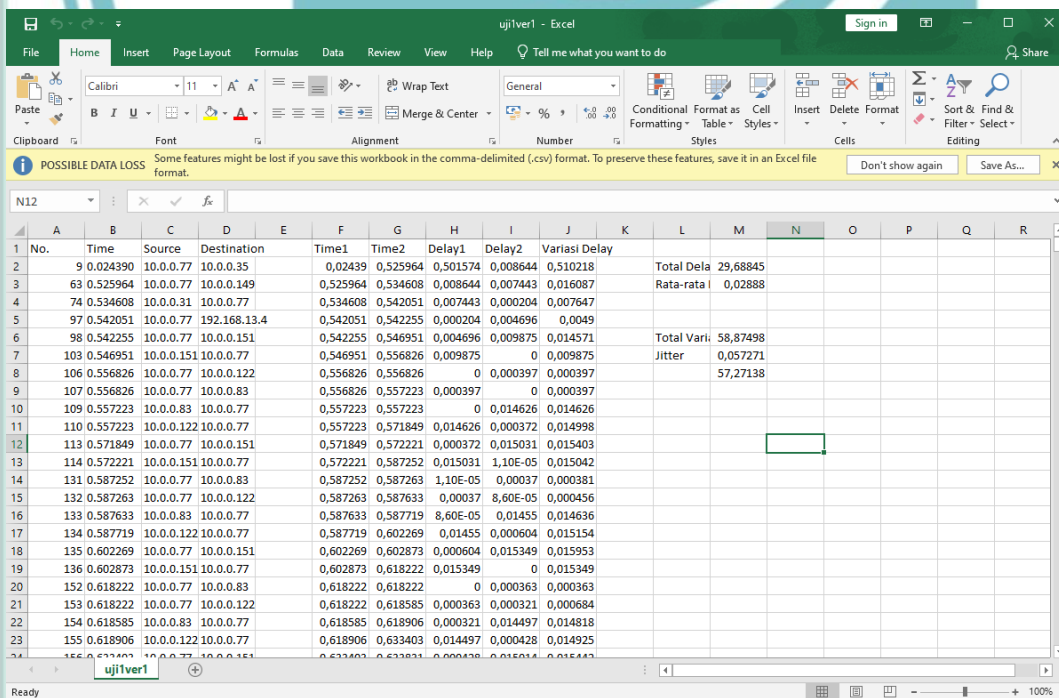 uji1ver1 - Excel
Sign in
File Home Insert Page Layout Formulas Data Review View Help Tell me what you want to do Share
Paste
Calibri 11
Wrap Text
Merge & Center
General
Conditional Formatting
Format as Table
Cell Styles
Insert Delete Format
Sort & Filter
Find & Select
Clipboard Font Alignment Number Styles Cells Editing
POSSIBLE DATA LOSS Some features might be lost if you save this workbook in the comma-delimited (.csv) format. To preserve these features, save it in an Excel file format. Don't show again Save As...
N12 fx
A B C D E F G H I J K L M N O P Q R
1 No. Time Source Destination Time1 Time2 Delay1 Delay2 Variasi Delay
2 9 0.024390 10.0.0.77 10.0.0.35 0,02439 0,525964 0,501574 0,008644 0,510218 Total Dela 29,68845
3 63 0.525964 10.0.0.77 10.0.0.149 0,525964 0,534608 0,008644 0,007443 0,016087 Rata-rata 0,02888
4 74 0.534608 10.0.0.31 10.0.0.77 0,534608 0,542051 0,007443 0,000204 0,007647
5 97 0.542051 10.0.0.77 192.168.13.4 0,542051 0,542255 0,000204 0,004696 0,0049
6 98 0.542255 10.0.0.77 10.0.0.151 0,542255 0,546951 0,004696 0,009875 0,014571 Total Vari 58,87498
7 103 0.546951 10.0.0.151 10.0.0.77 0,546951 0,556826 0,009875 0 0,009875 Jitter 0,057271
8 106 0.556826 10.0.0.77 10.0.0.122 0,556826 0,556826 0 0,000397 0,000397 57,27138
9 107 0.556826 10.0.0.77 10.0.0.83 0,556826 0,557223 0,000397 0 0,000397
10 109 0.557223 10.0.0.83 10.0.0.77 0,557223 0,557223 0 0,014626 0,014626
11 110 0.557223 10.0.0.122 10.0.0.77 0,557223 0,571849 0,014626 0,000372 0,014998
12 113 0.571849 10.0.0.77 10.0.0.151 0,571849 0,572221 0,000372 0,015031 0,015403
13 114 0.572221 10.0.0.151 10.0.0.77 0,572221 0,587252 0,015031 1,10E-05 0,015042
14 131 0.587252 10.0.0.77 10.0.0.83 0,587252 0,587263 1,10E-05 0,00037 0,000381
15 132 0.587263 10.0.0.77 10.0.0.122 0,587263 0,587633 0,00037 8,60E-05 0,000456
16 133 0.587633 10.0.0.83 10.0.0.77 0,587633 0,587719 8,60E-05 0,01455 0,014636
17 134 0.587719 10.0.0.122 10.0.0.77 0,587719 0,602269 0,01455 0,000604 0,015154
18 135 0.602269 10.0.0.77 10.0.0.151 0,602269 0,602873 0,000604 0,015349 0,015953
19 136 0.602873 10.0.0.151 10.0.0.77 0,602873 0,618222 0,015349 0 0,015349
20 152 0.618222 10.0.0.77 10.0.0.83 0,618222 0,618222 0 0,000363 0,000363
21 153 0.618222 10.0.0.77 10.0.0.122 0,618222 0,618585 0,000363 0,000321 0,000684
22 154 0.618585 10.0.0.83 10.0.0.77 0,618585 0,618906 0,000321 0,014497 0,014818
23 155 0.618906 10.0.0.122 10.0.0.77 0,618906 0,633403 0,014497 0,000428 0,014925
uji1ver1
Ready 100%